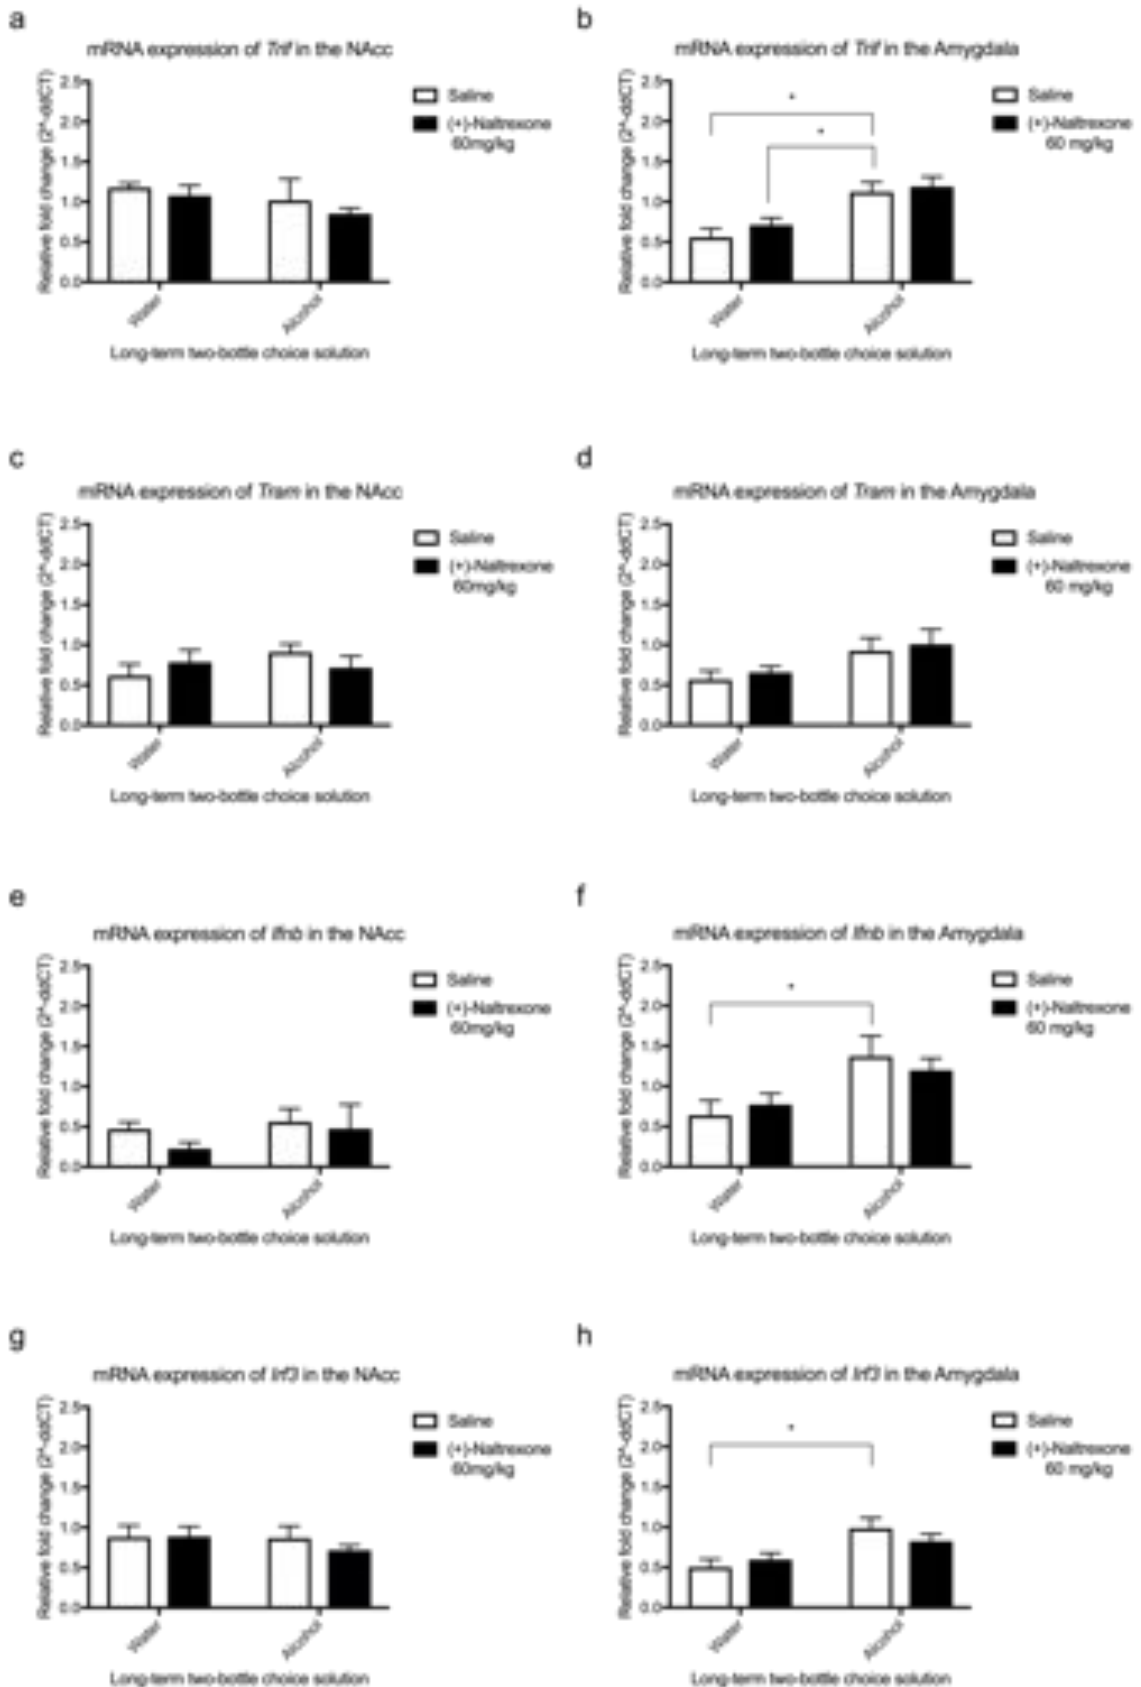 a
mRNA expression of Trif in the NAcc
Relative fold change (2^-ddCT)
2.5
2.0
1.5
1.0
0.5
0.0
Saline
(+)-Naltrexone
60mg/kg
Water
Alcohol
Long-term two-bottle choice solution
b
mRNA expression of Trif in the Amygdala
Relative fold change (2^-ddCT)
2.5
2.0
1.5
1.0
0.5
0.0
*
*
Saline
(+)-Naltrexone
60 mg/kg
Water
Alcohol
Long-term two-bottle choice solution
c
mRNA expression of Tram in the NAcc
Relative fold change (2^-ddCT)
2.5
2.0
1.5
1.0
0.5
0.0
Saline
(+)-Naltrexone
60mg/kg
Water
Alcohol
Long-term two-bottle choice solution
d
mRNA expression of Tram in the Amygdala
Relative fold change (2^-ddCT)
2.5
2.0
1.5
1.0
0.5
0.0
Saline
(+)-Naltrexone
60 mg/kg
Water
Alcohol
Long-term two-bottle choice solution
e
mRNA expression of Ifnb in the NAcc
Relative fold change (2^-ddCT)
2.5
2.0
1.5
1.0
0.5
0.0
Saline
(+)-Naltrexone
60mg/kg
Water
Alcohol
Long-term two-bottle choice solution
f
mRNA expression of Ifnb in the Amygdala
Relative fold change (2^-ddCT)
2.5
2.0
1.5
1.0
0.5
0.0
*
Saline
(+)-Naltrexone
60 mg/kg
Water
Alcohol
Long-term two-bottle choice solution
g
mRNA expression of Irf3 in the NAcc
Relative fold change (2^-ddCT)
2.5
2.0
1.5
1.0
0.5
0.0
Saline
(+)-Naltrexone
60mg/kg
Water
Alcohol
Long-term two-bottle choice solution
h
mRNA expression of Irf3 in the Amygdala
Relative fold change (2^-ddCT)
2.5
2.0
1.5
1.0
0.5
0.0
*
Saline
(+)-Naltrexone
60 mg/kg
Water
Alcohol
Long-term two-bottle choice solution